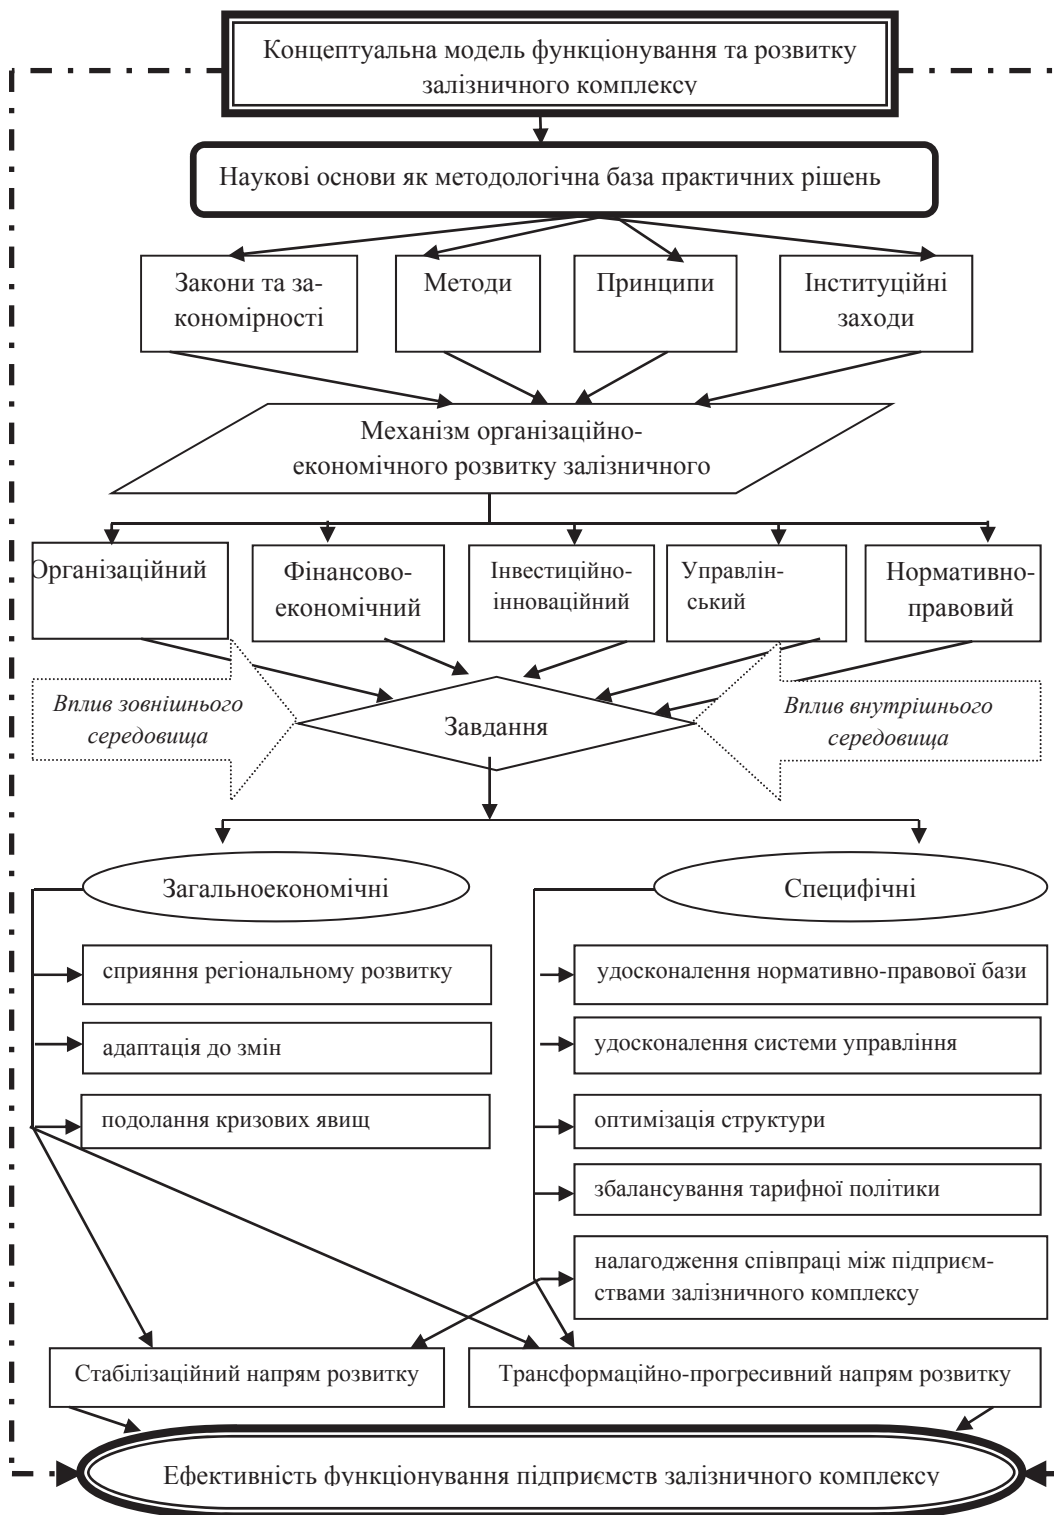 Концептуальна модель функціонування та розвитку
залізничного комплексу
Наукові основи як методологічна база практичних рішень
Закони та за-
кономірності
Методи
Принципи
Інституційні
заходи
Механізм організаційно-
економічного розвитку залізничного
Організаційний
Фінансово-
економічний
Інвестиційно-
інноваційний
Управлін-
ський
Нормативно-
правовий
Вплив зовнішнього
середовища
Завдання
Вплив внутрішнього
середовища
Загальноекономічні
Специфічні
сприяння регіональному розвитку
адаптація до змін
подолання кризових явищ
удосконалення нормативно-правової бази
удосконалення системи управління
оптимізація структури
збалансування тарифної політики
налагодження співпраці між підприєм-
ствами залізничного комплексу
Стабілізаційний напрям розвитку
Трансформаційно-прогресивний напрям розвитку
Ефективність функціонування підприємств залізничного комплексу